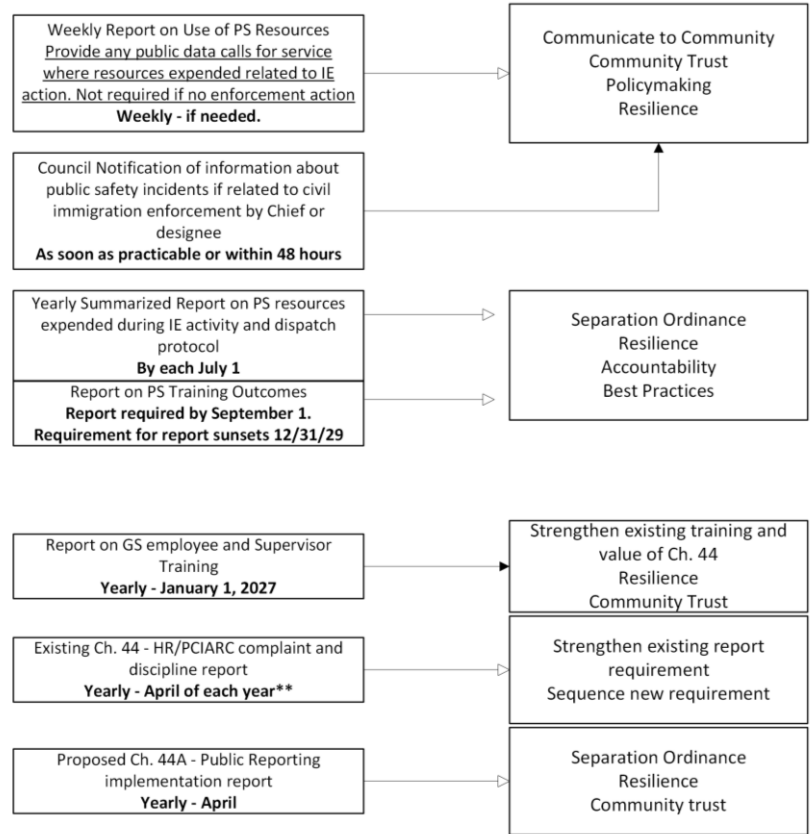 Weekly Report on Use of PS Resources
Provide any public data calls for service
where resources expended related to IE
action. Not required if no enforcement action
Weekly - if needed.
Communicate to Community
Community Trust
Policymaking
Resilience
Council Notification of information about
public safety incidents if related to civil
immigration enforcement by Chief or
designee
As soon as practicable or within 48 hours
Yearly Summarized Report on PS resources
expended during IE activity and dispatch
protocol
By each July 1
Report on PS Training Outcomes
Report required by September 1.
Requirement for report sunsets 12/31/29
Separation Ordinance
Resilience
Accountability
Best Practices
Report on GS employee and Supervisor
Training
Yearly - January 1, 2027
Strengthen existing training and
value of Ch. 44
Resilience
Community Trust
Existing Ch. 44 - HR/PCIARC complaint and
discipline report
Yearly - April of each year**
Strengthen existing report
requirement
Sequence new requirement
Proposed Ch. 44A - Public Reporting
implementation report
Yearly - April
Separation Ordinance
Resilience
Community trust